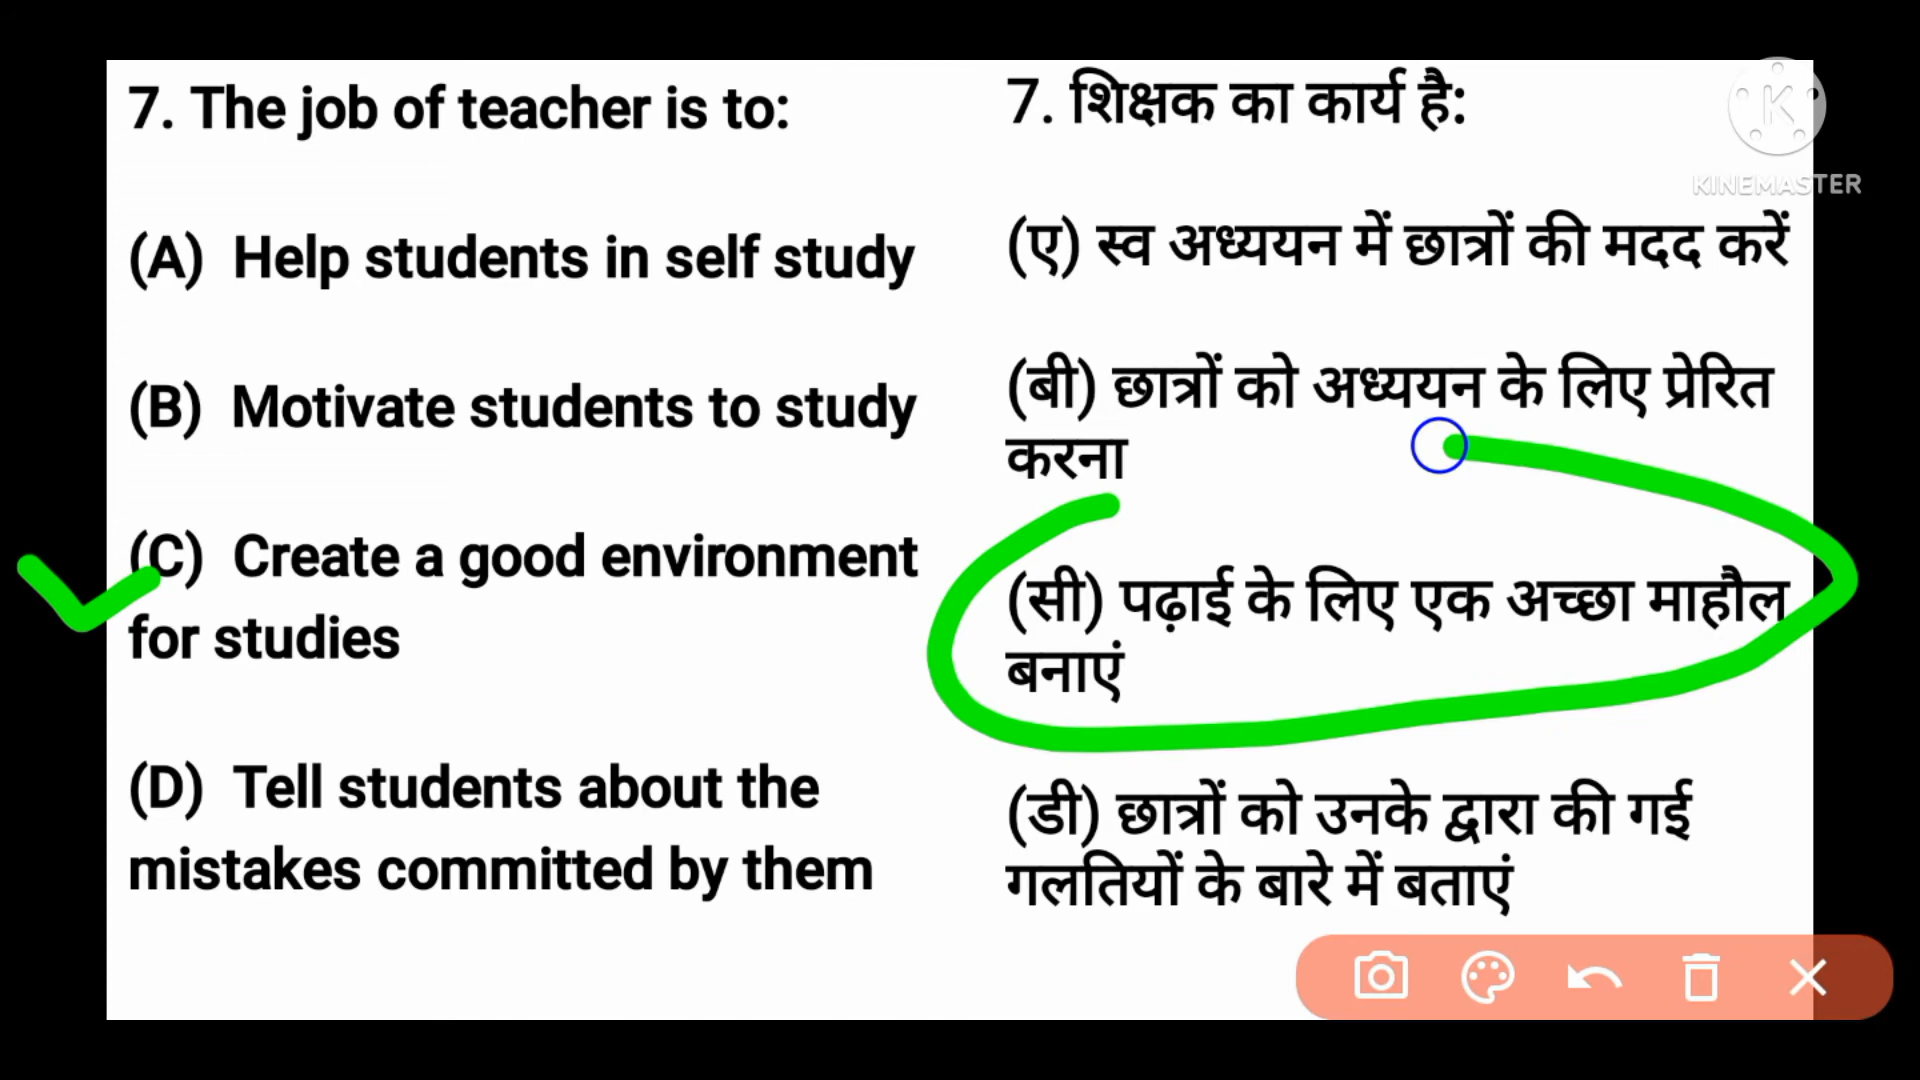 7. The job of teacher is to:
(A) Help students in self study
(B) Motivate students to study
(C) Create a good environment
for studies
(D) Tell students about the
mistakes committed by them
7. शिक्षक का कार्य है:
(ए) स्व अध्ययन में छात्रों की मदद करें
(बी) छात्रों को अध्ययन के लिए प्रेरित
करना
(सी) पढ़ाई के लिए एक अच्छा माहौल
बनाएं
(डी) छात्रों को उनके द्वारा की गई
गलतियों के बारे में बताएं
K
KINEMASTER